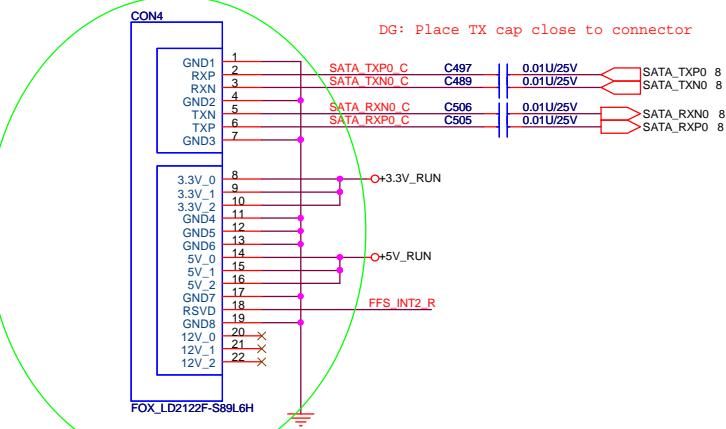 CON4
DG: Place TX cap close to connector
GND1 1
RXP 2 SATA_TXP0_C C497 0.01U/25V SATA_TXP0 8
RXN 3 SATA_TXN0_C C489 0.01U/25V SATA_TXN0 8
GND2 4
TXN 5 SATA_RXN0_C C506 0.01U/25V SATA_RXN0 8
TXP 6 SATA_RXP0_C C505 0.01U/25V SATA_RXP0 8
GND3 7
3.3V_0 8 +3.3V_RUN
3.3V_1 9
3.3V_2 10
GND4 11
GND5 12
GND6 13
5V_0 14 +5V_RUN
5V_1 15
5V_2 16
GND7 17
RSVD 18 FFS_INT2_R
GND8 19
12V_0 20
12V_1 21
12V_2 22
FOX_LD2122F-S89L6H